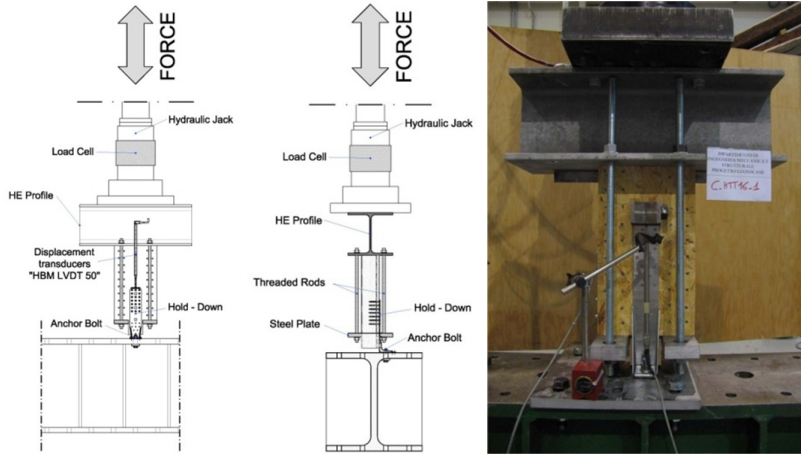 FORCE
Hydraulic Jack
Load Cell
HE Profile
Displacement
transducers
"HBM LVDT 50"
Hold - Down
Anchor Bolt
FORCE
Hydraulic Jack
Load Cell
HE Profile
Threaded Rods
Hold - Down
Steel Plate
Anchor Bolt
C.HTT16-1